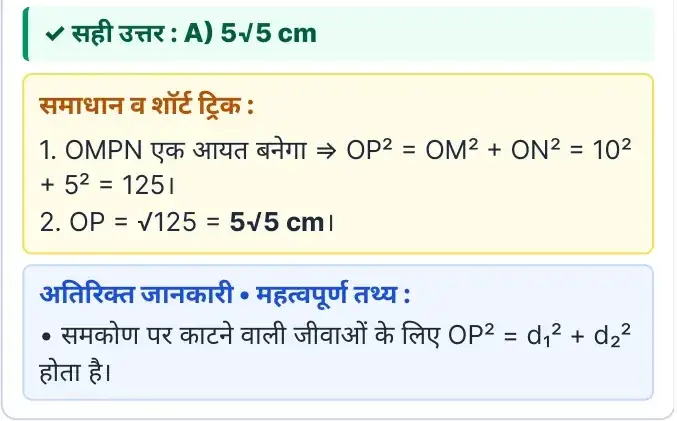 ✓ सही उत्तर : A) 5√5 cm
समाधान व शॉर्ट ट्रिक :
1. OMPN एक आयत बनेगा ⇒ OP² = OM² + ON² = 10²
+ 5² = 125।
2. OP = √125 = 5√5 cm।
अतिरिक्त जानकारी • महत्वपूर्ण तथ्य :
• समकोण पर काटने वाली जीवाओं के लिए OP² = d₁² + d₂²
होता है।